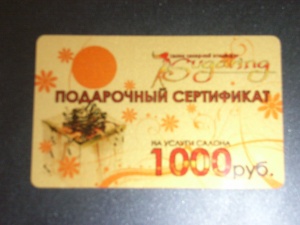 Sugaring
ПОДАРОЧНЫЙ СЕРТИФИКАТ
НА УСЛУГИ САЛОНА
1000 руб.